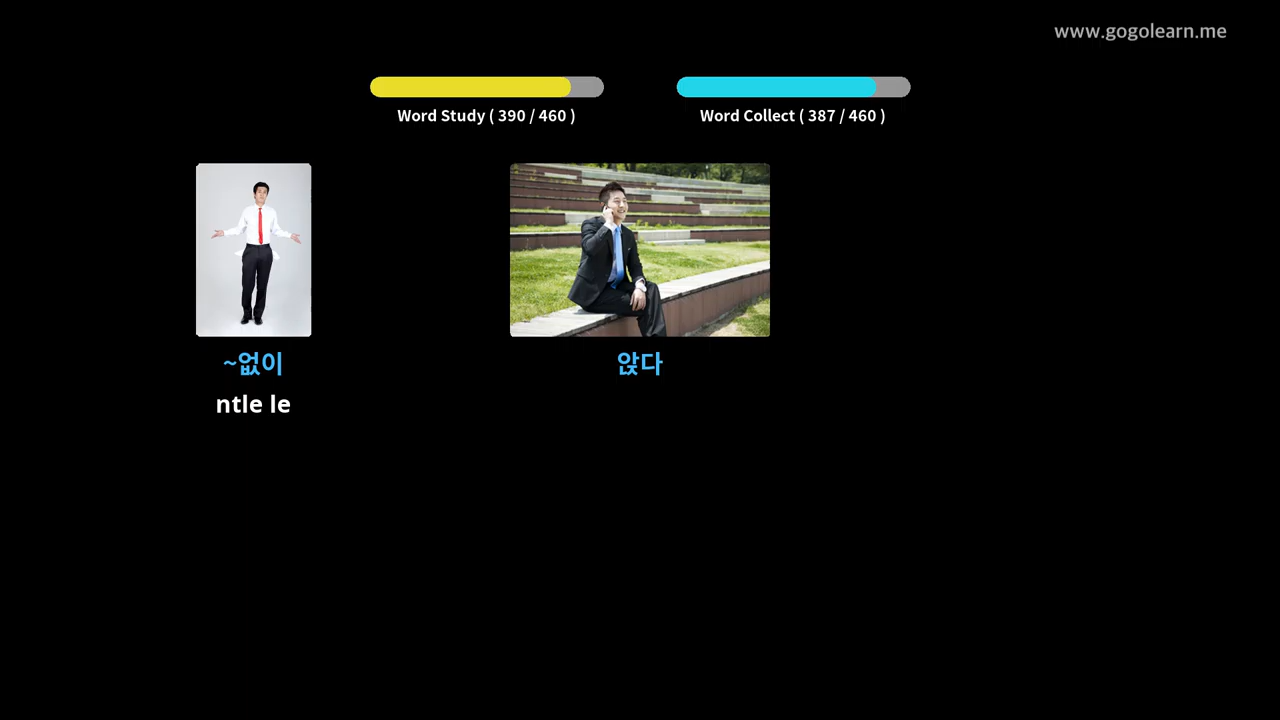 www.gogolearn.me
Word Study ( 390 / 460 )
Word Collect ( 387 / 460 )
~없이
앉다
ntle le